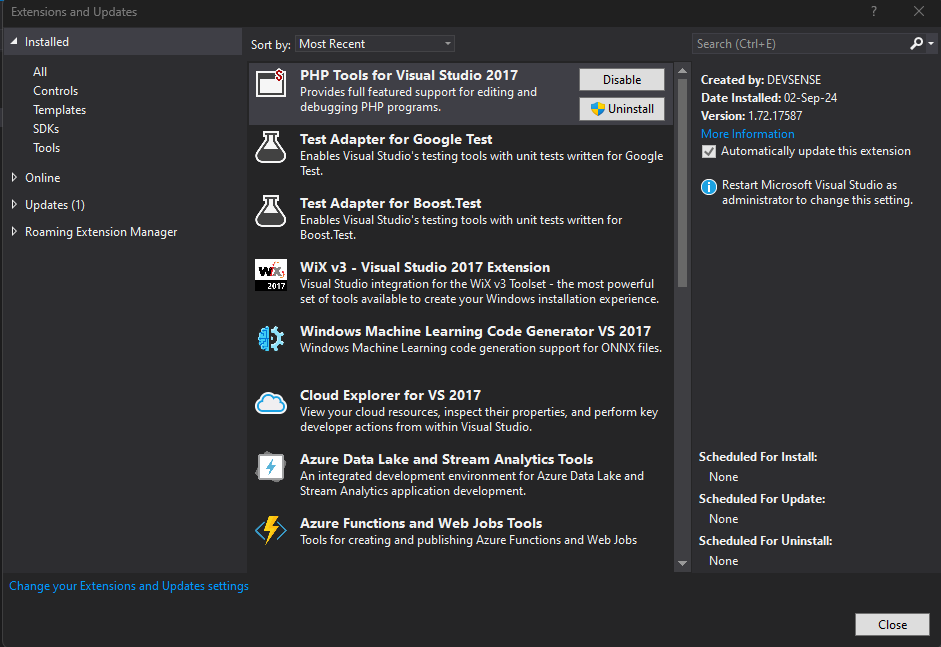 Extensions and Updates
?
Installed
All
Controls
Templates
SDKs
Tools
Online
Updates (1)
Roaming Extension Manager
Sort by: Most Recent
PHP Tools for Visual Studio 2017
Provides full featured support for editing and
debugging PHP programs.
Disable
Uninstall
Test Adapter for Google Test
Enables Visual Studio's testing tools with unit tests written for Google
Test.
Test Adapter for Boost.Test
Enables Visual Studio's testing tools with unit tests written for
Boost.Test.
WiX
2017
WiX v3 - Visual Studio 2017 Extension
Visual Studio integration for the WiX v3 Toolset - the most powerful
set of tools available to create your Windows installation experience.
Windows Machine Learning Code Generator VS 2017
Windows Machine Learning code generation support for ONNX files.
Cloud Explorer for VS 2017
View your cloud resources, inspect their properties, and perform key
developer actions from within Visual Studio.
Azure Data Lake and Stream Analytics Tools
An integrated development environment for Azure Data Lake and
Stream Analytics application development.
Azure Functions and Web Jobs Tools
Tools for creating and publishing Azure Functions and Web Jobs
Search (Ctrl+E)
Created by: DEVSENSE
Date Installed: 02-Sep-24
Version: 1.72.17587
More Information
Automatically update this extension
Restart Microsoft Visual Studio as
administrator to change this setting.
Scheduled For Install:
None
Scheduled For Update:
None
Scheduled For Uninstall:
None
Change your Extensions and Updates settings
Close